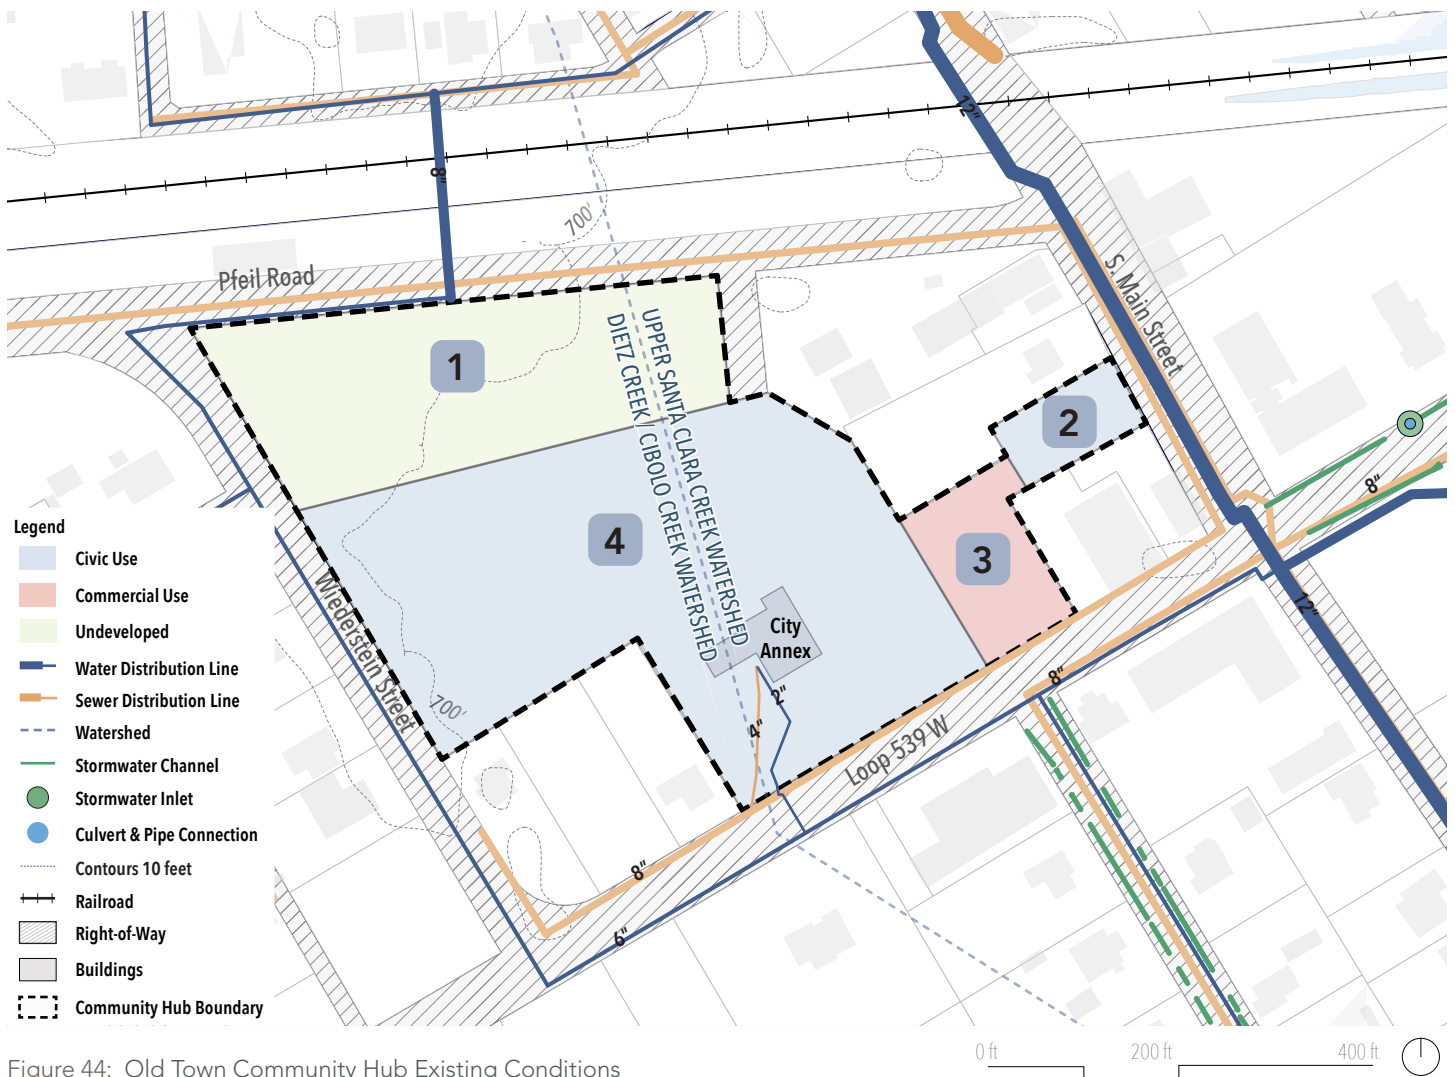 12"
8"
700'
Pfeil Road
S. Main Street
UPPER SANTA CLARA CREEK WATERSHED
DIETZ CREEK / CIBOLO CREEK WATERSHED
1
2
8"
4
3
12"
City
Annex
Wiederstein Street
700'
2"
4"
8"
Loop 539 W
8"
6"
Legend
Civic Use
Commercial Use
Undeveloped
Water Distribution Line
Sewer Distribution Line
Watershed
Stormwater Channel
Stormwater Inlet
Culvert & Pipe Connection
Contours 10 feet
Railroad
Right-of-Way
Buildings
Community Hub Boundary
0 ft
200 ft
400 ft
Figure 44: Old Town Community Hub Existing Conditions